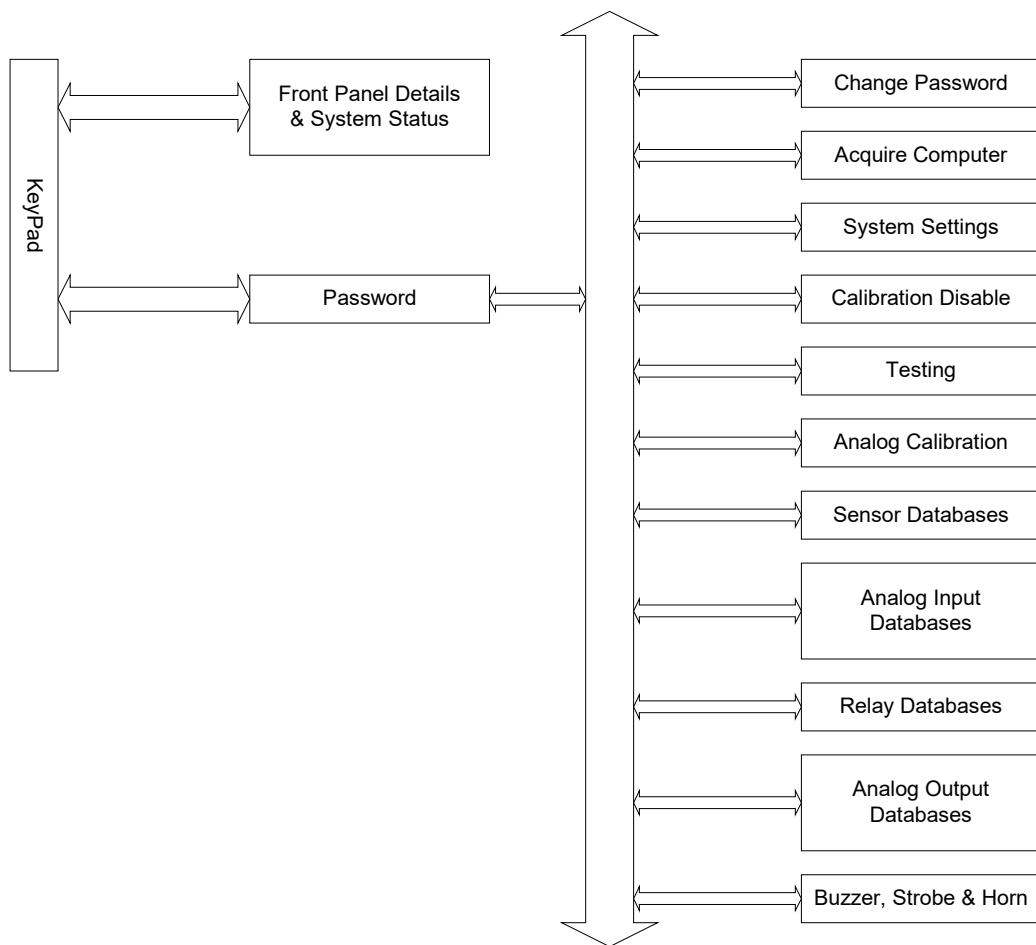 KeyPad
Front Panel Details
& System Status
Password
Change Password
Acquire Computer
System Settings
Calibration Disable
Testing
Analog Calibration
Sensor Databases
Analog Input
Databases
Relay Databases
Analog Output
Databases
Buzzer, Strobe & Horn